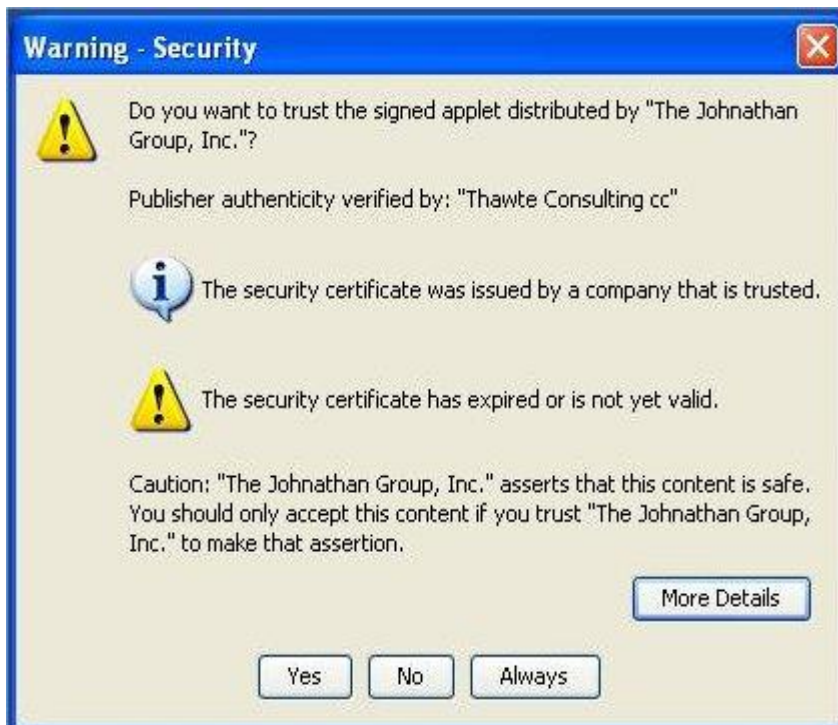 Warning - Security
Do you want to trust the signed applet distributed by "The Johnathan
Group, Inc."?
Publisher authenticity verified by: "Thawte Consulting cc"
The security certificate was issued by a company that is trusted.
The security certificate has expired or is not yet valid.
Caution: "The Johnathan Group, Inc." asserts that this content is safe.
You should only accept this content if you trust "The Johnathan Group,
Inc." to make that assertion.
More Details
Yes No Always